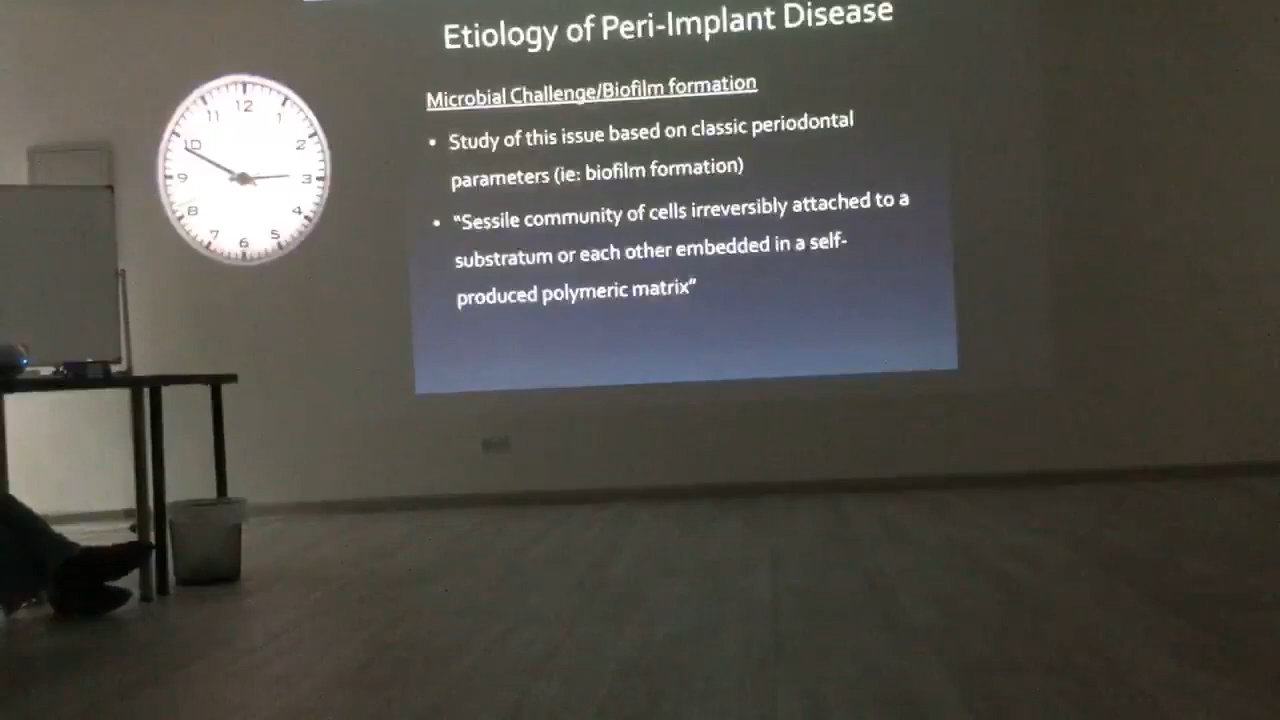 Etiology of Peri-Implant Disease
Microbial Challenge/Biofilm formation
• Study of this issue based on classic periodontal
parameters (ie: biofilm formation)
• “Sessile community of cells irreversibly attached to a
substratum or each other embedded in a self-
produced polymeric matrix”
12
1
2
3
4
5
6
7
8
9
10
11